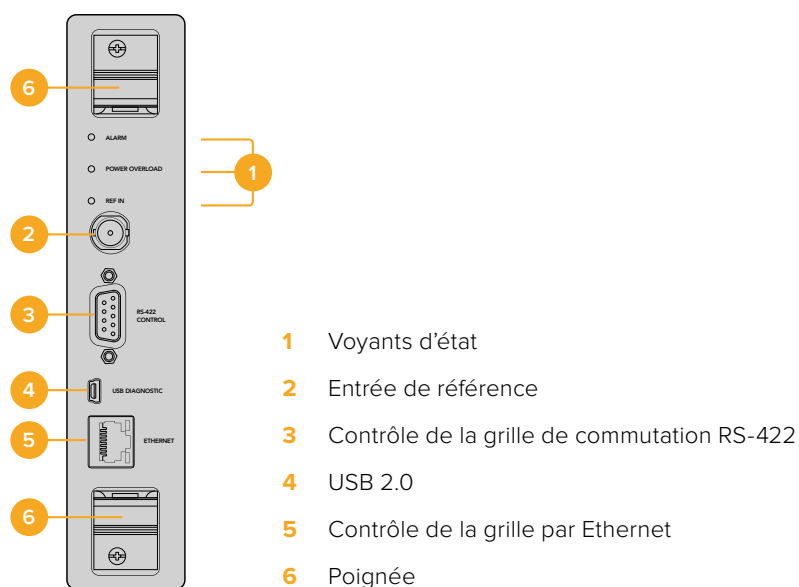 6
ALARM
POWER OVERLOAD
1
REF IN
2
3
RS-422
CONTROL
4
USB DIAGNOSTIC
5
ETHERNET
6
1 Voyants d’état
2 Entrée de référence
3 Contrôle de la grille de commutation RS-422
4 USB 2.0
5 Contrôle de la grille par Ethernet
6 Poignée